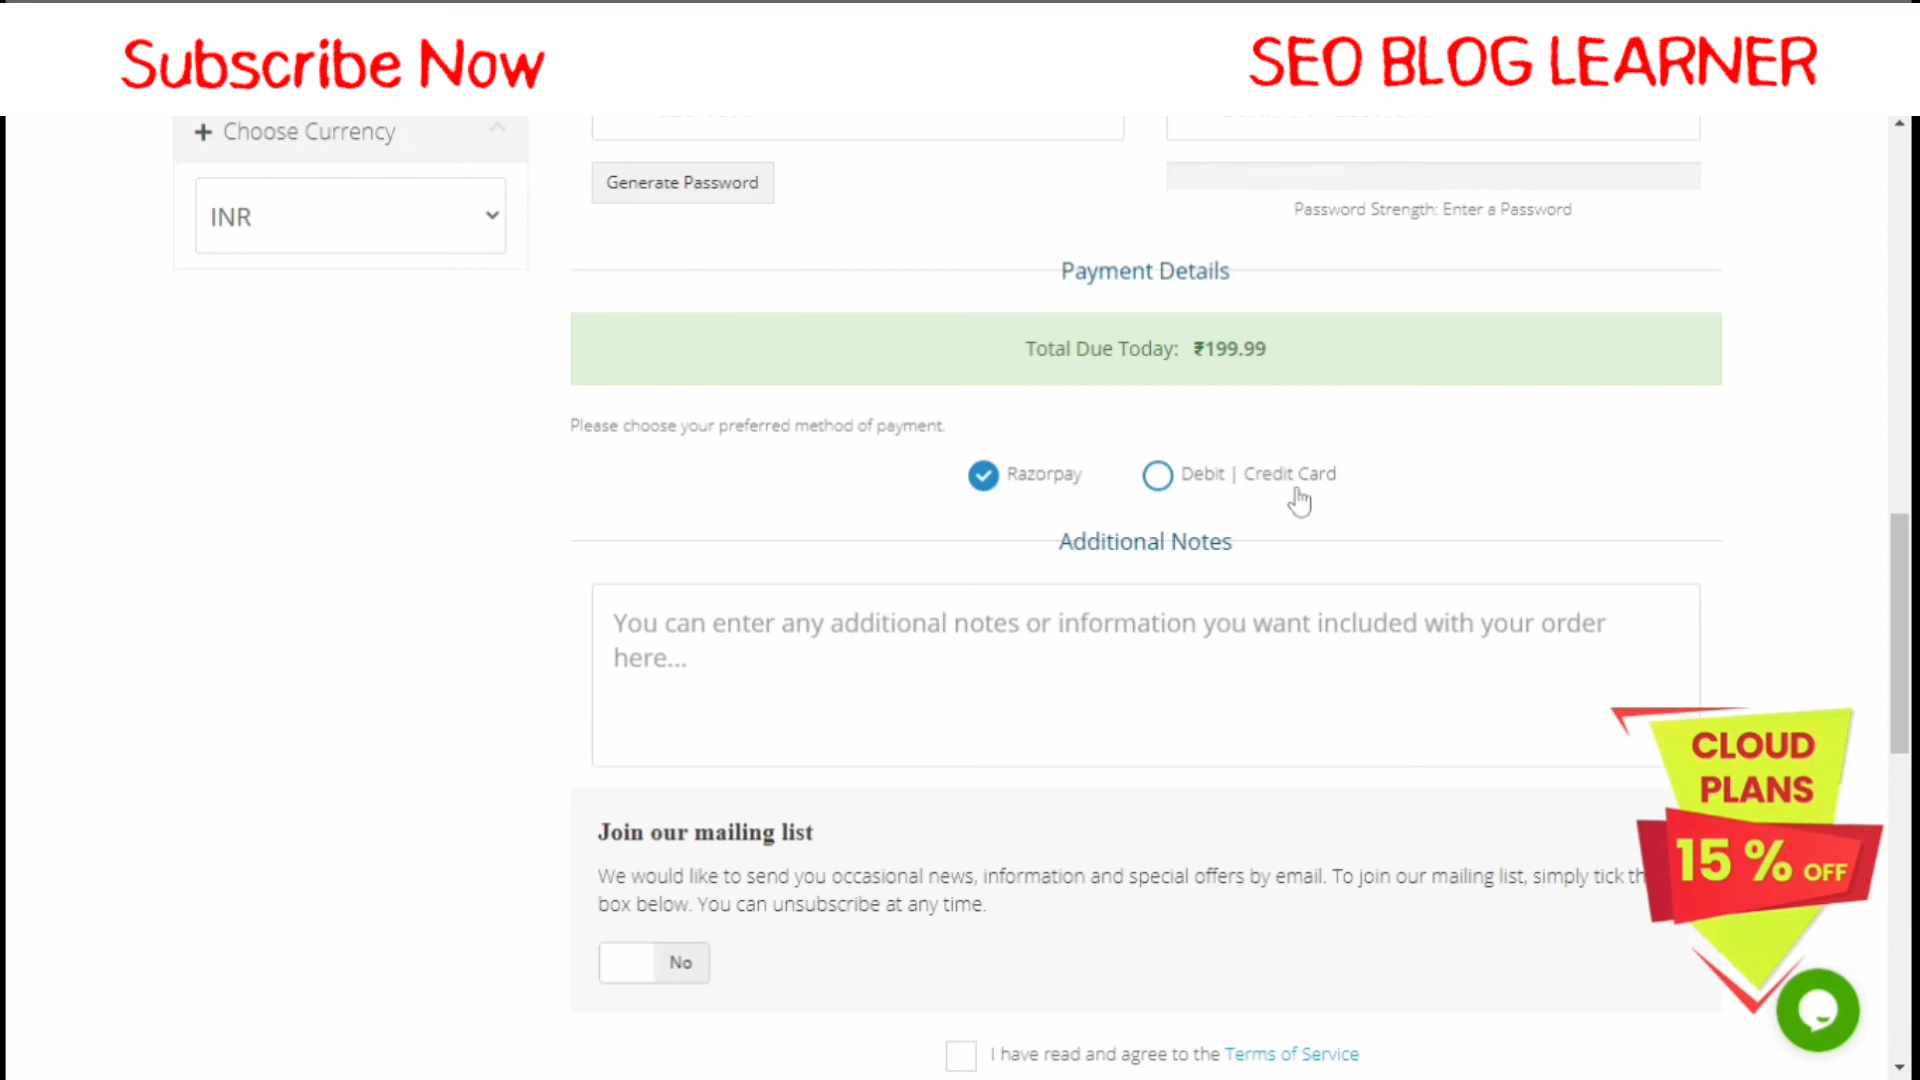 Subscribe Now
SEO BLOG LEARNER
Choose Currency
INR
Generate Password
Password Strength: Enter a Password
Payment Details
Total Due Today: ₹199.99
Please choose your preferred method of payment.
Razorpay
Debit | Credit Card
Additional Notes
You can enter any additional notes or information you want included with your order
here...
CLOUD
PLANS
15 % OFF
Join our mailing list
We would like to send you occasional news, information and special offers by email. To join our mailing list, simply tick
box below. You can unsubscribe at any time.
No
I have read and agree to the Terms of Service